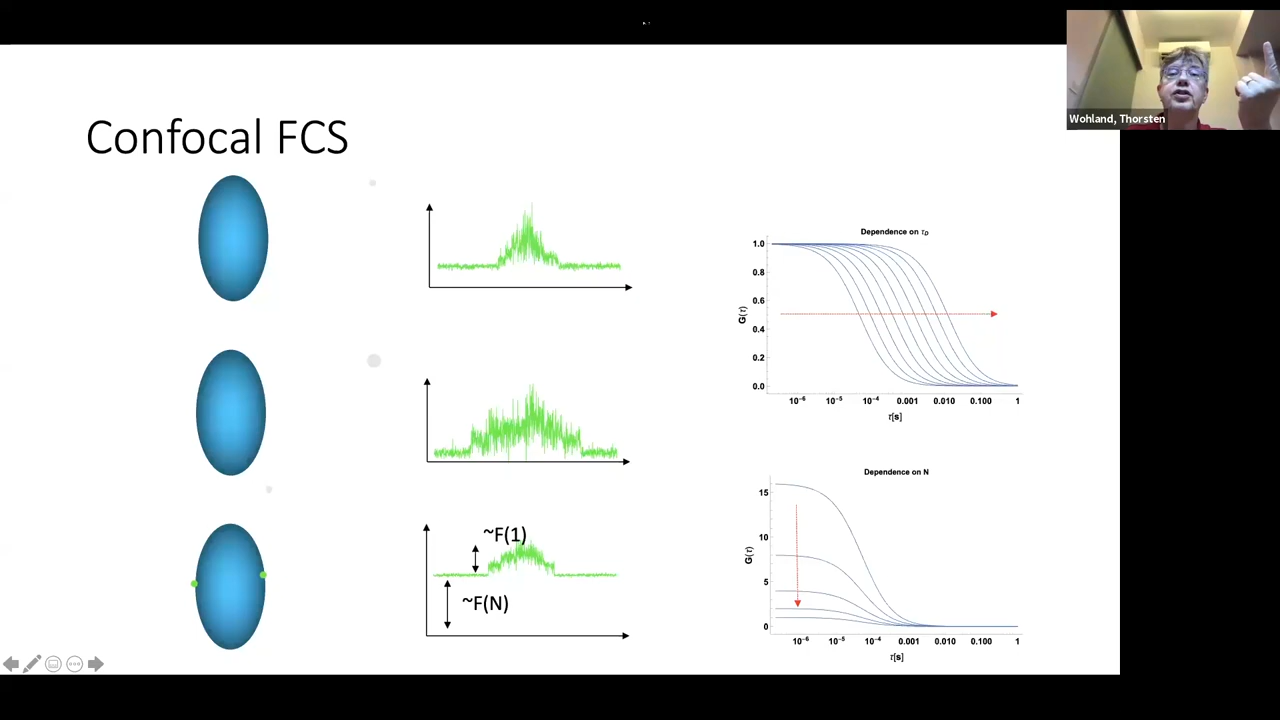 Wohland, Thorsten
Confocal FCS
Dependence on τD
1.0
0.8
0.6
0.4
0.2
0.0
G(τ)
10⁻⁶ 10⁻⁵ 10⁻⁴ 0.001 0.010 0.100 1
τ[s]
~F(1)
~F(N)
Dependence on N
15
10
5
0
G(τ)
10⁻⁶ 10⁻⁵ 10⁻⁴ 0.001 0.010 0.100 1
τ[s]